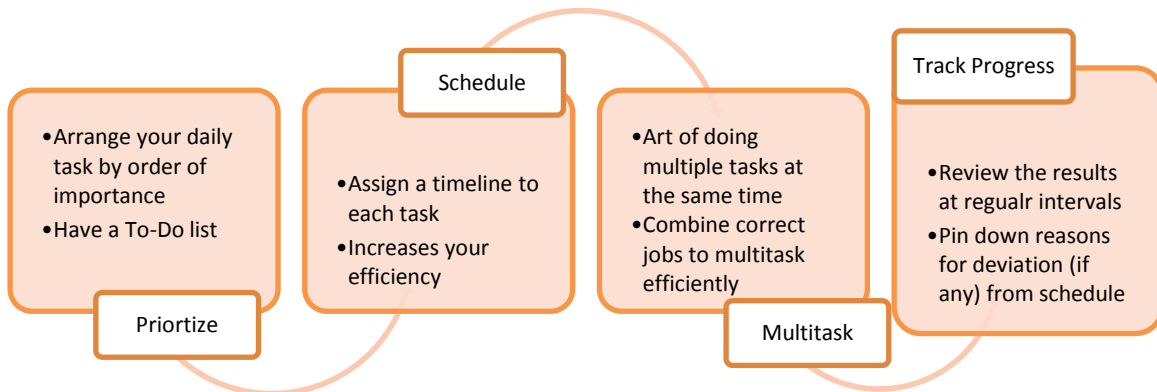 •Arrange your daily
task by order of
importance
•Have a To-Do list
Priortize
Schedule
•Assign a timeline to
each task
•Increases your
efficiency
•Art of doing
multiple tasks at
the same time
•Combine correct
jobs to multitask
efficiently
Multitask
Track Progress
•Review the results
at regualr intervals
•Pin down reasons
for deviation (if
any) from schedule